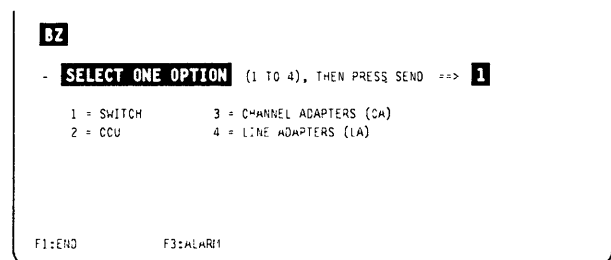 BZ
- SELECT ONE OPTION (1 TO 4), THEN PRESS SEND ==> 1
1 = SWITCH 3 = CHANNEL ADAPTERS (CA)
2 = CCU 4 = LINE ADAPTERS (LA)
F1:END F3:ALARM